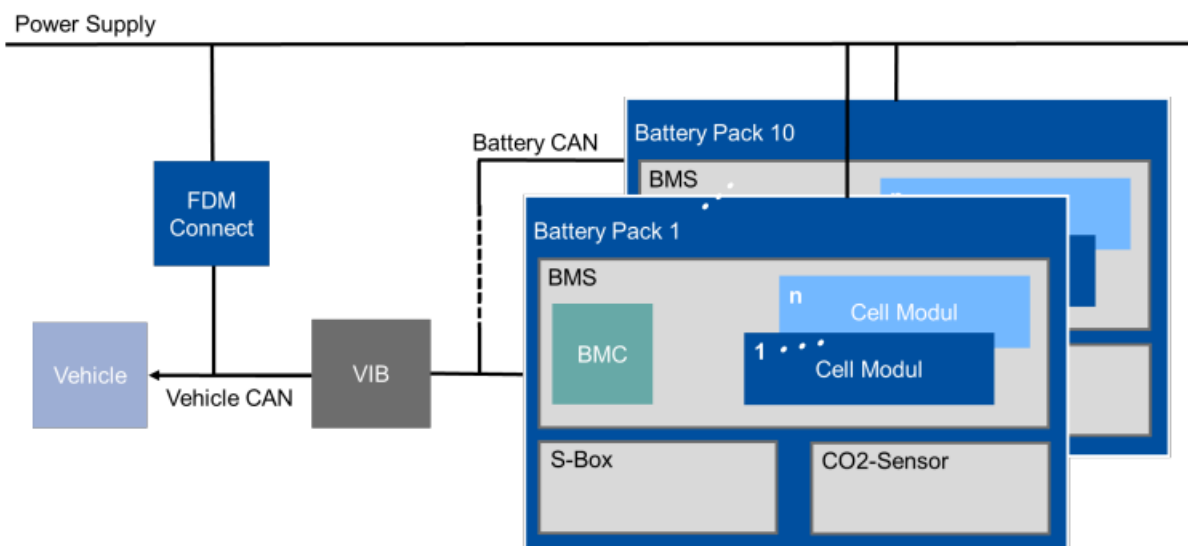 Power Supply
Battery CAN
Battery Pack 10
BMS
n
FDM
Connect
Battery Pack 1
BMS
n
Cell Modul
BMC
1
Cell Modul
Vehicle
VIB
Vehicle CAN
S-Box
CO2-Sensor